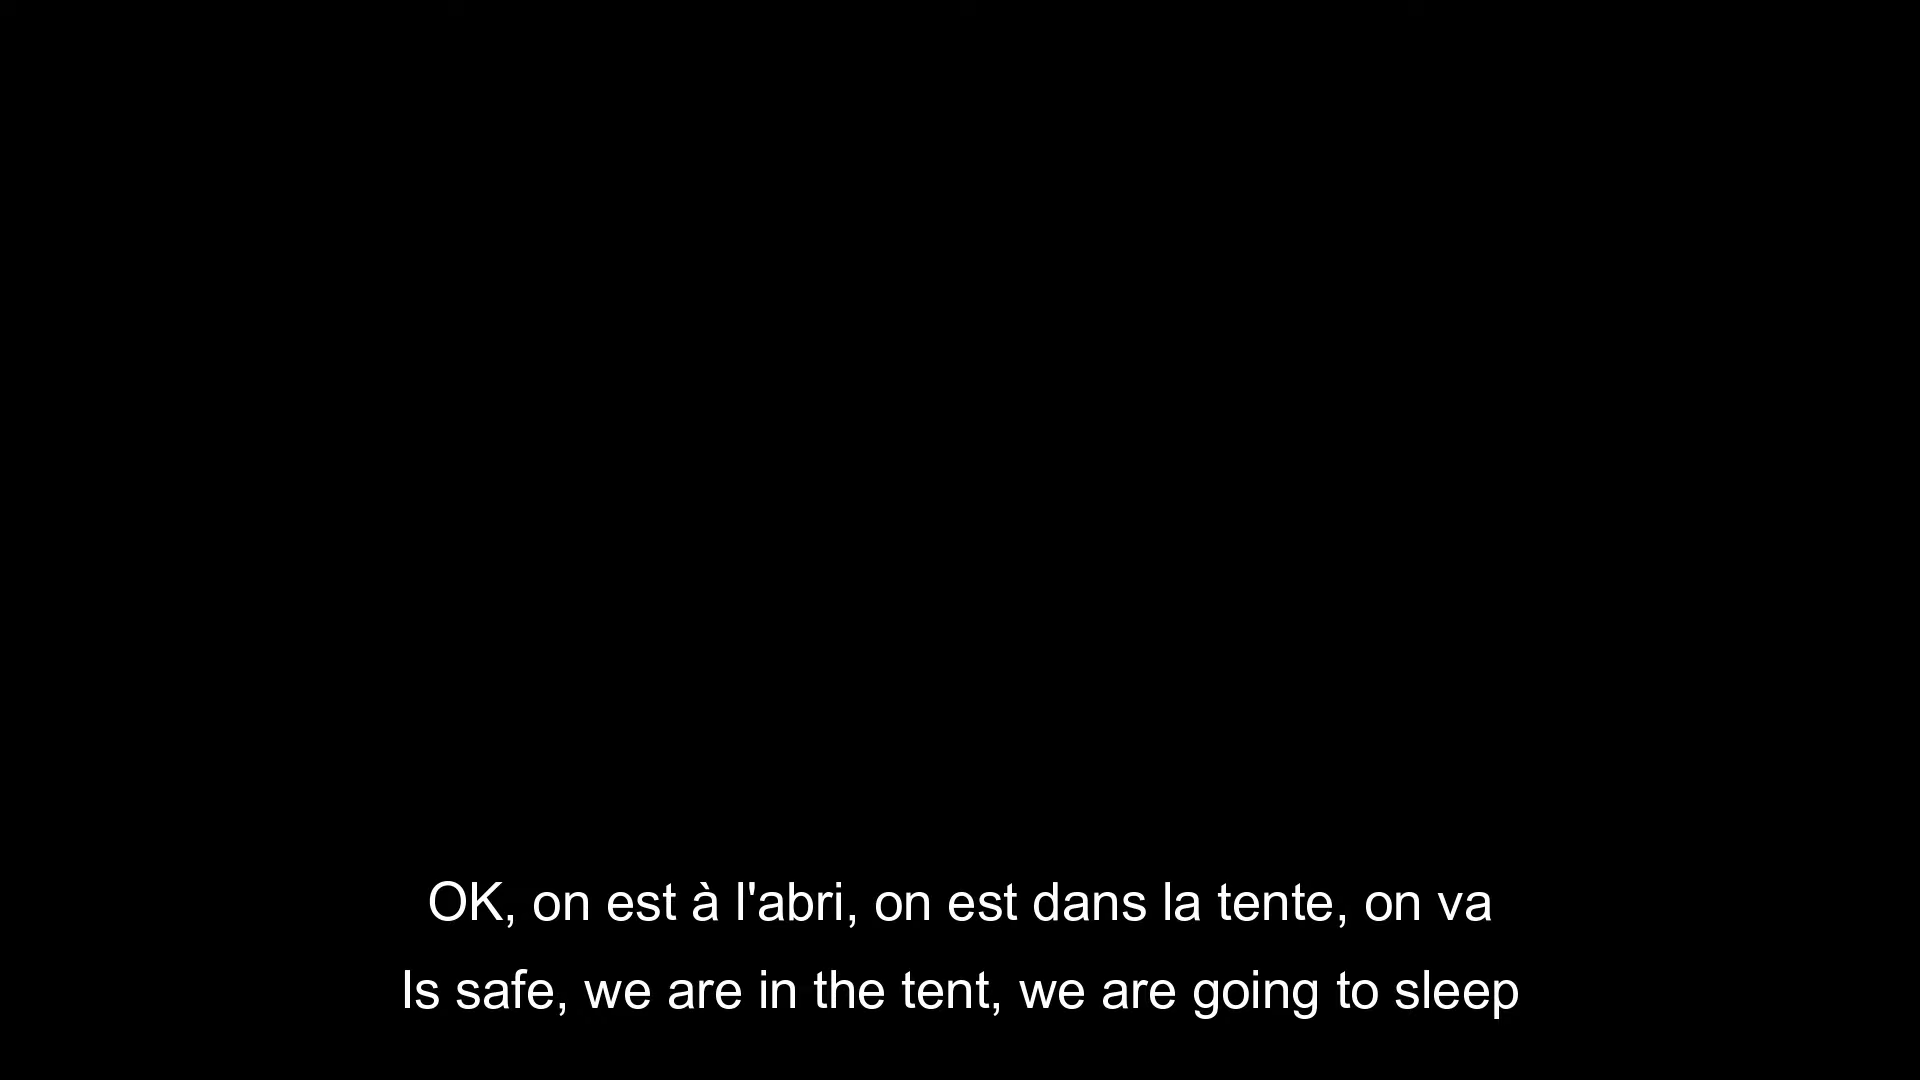 OK, on est à l'abri, on est dans la tente, on va
Is safe, we are in the tent, we are going to sleep